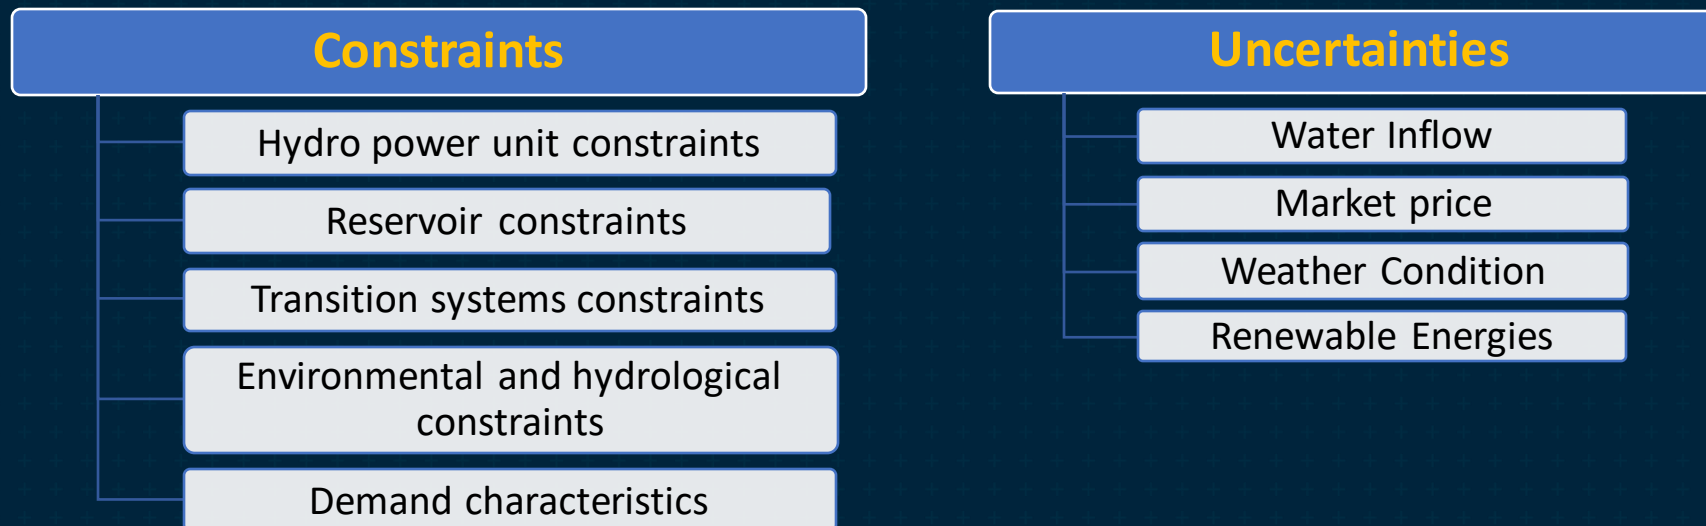 Constraints
Hydro power unit constraints
Reservoir constraints
Transition systems constraints
Environmental and hydrological
constraints
Demand characteristics
Uncertainties
Water Inflow
Market price
Weather Condition
Renewable Energies